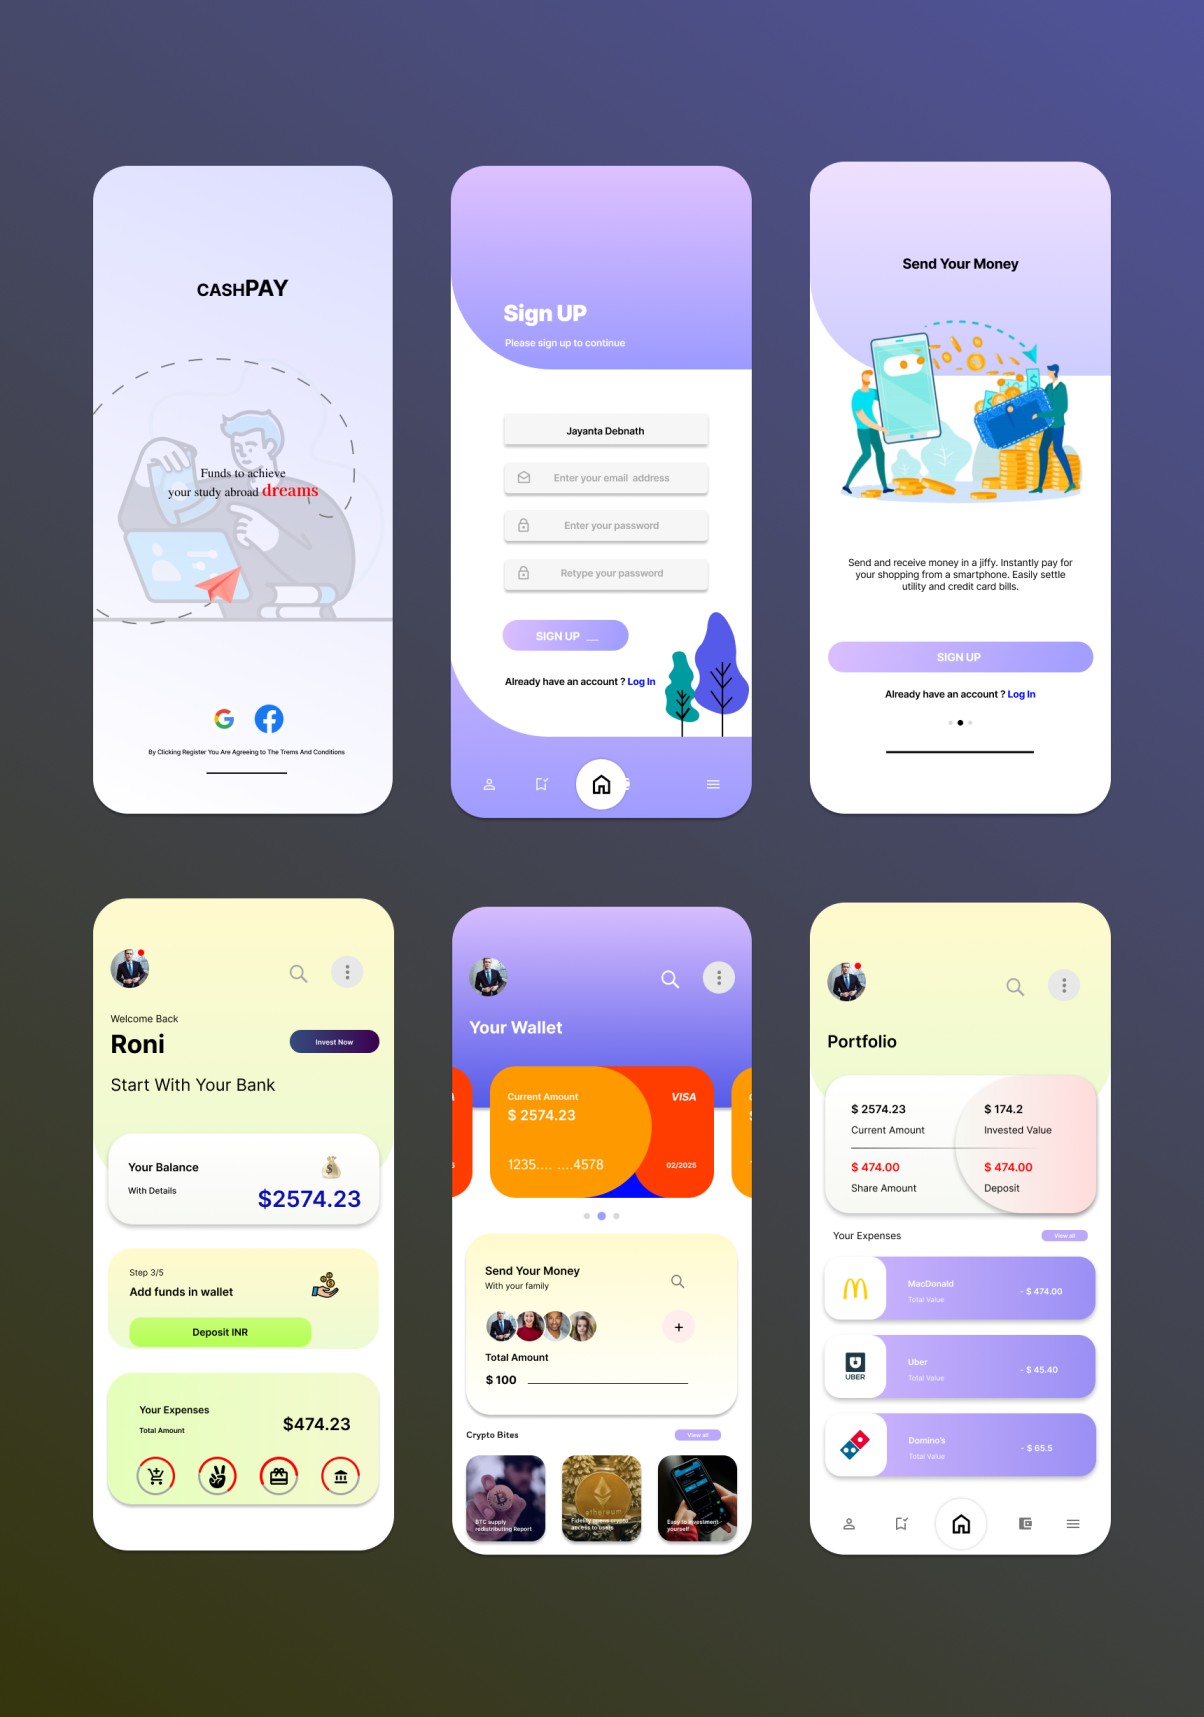 CASHPAY
Funds to achieve
your study abroad dreams
By Clicking Register You Are Agreeing to The Trems And Conditions
Sign UP
Please sign up to continue
Jayanta Debnath
Enter your email address
Enter your password
Retype your password
SIGN UP __
Already have an account ? Log In
Send Your Money
Send and receive money in a jiffy. Instantly pay for
your shopping from a smartphone. Easily settle
utility and credit card bills.
SIGN UP
Already have an account ? Log In
Welcome Back
Roni
Invest Now
Start With Your Bank
Your Balance
With Details
$2574.23
Step 3/5
Add funds in wallet
Deposit INR
Your Expenses
Total Amount
$474.23
Your Wallet
Current Amount
VISA
$ 2574.23
1235.... ....4578
02/2025
Send Your Money
With your family
+
Total Amount
$ 100
Crypto Bites
View all
BTC supply
redistributing Report
ethereum
Fidelity opens crypto
access to users
Easy to investment
yourself
Portfolio
$ 2574.23
$ 174.2
Current Amount
Invested Value
$ 474.00
$ 474.00
Share Amount
Deposit
Your Expenses
View all
MacDonald
Total Value
- $ 474.00
UBER
Uber
Total Value
- $ 45.40
Domino's
Total Value
- $ 65.5